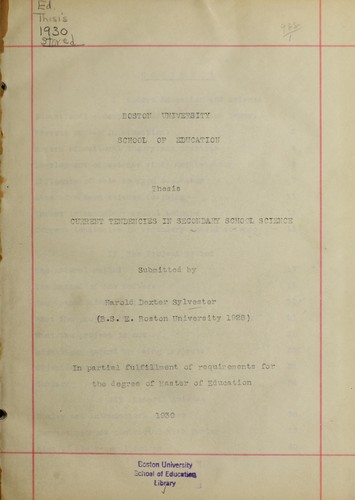 Ed
Thesis
1930
stored
BOSTON UNIVERSITY
SCHOOL OF EDUCATION
Thesis
CURRENT TENDENCIES IN SECONDARY SCHOOL SCIENCE
Submitted by
Harold Dexter Sylvester
(B.S. E. Boston University 1928)
In partial fulfillment of requirements for
the degree of Master of Education
1930
Boston University
School of Education
Library